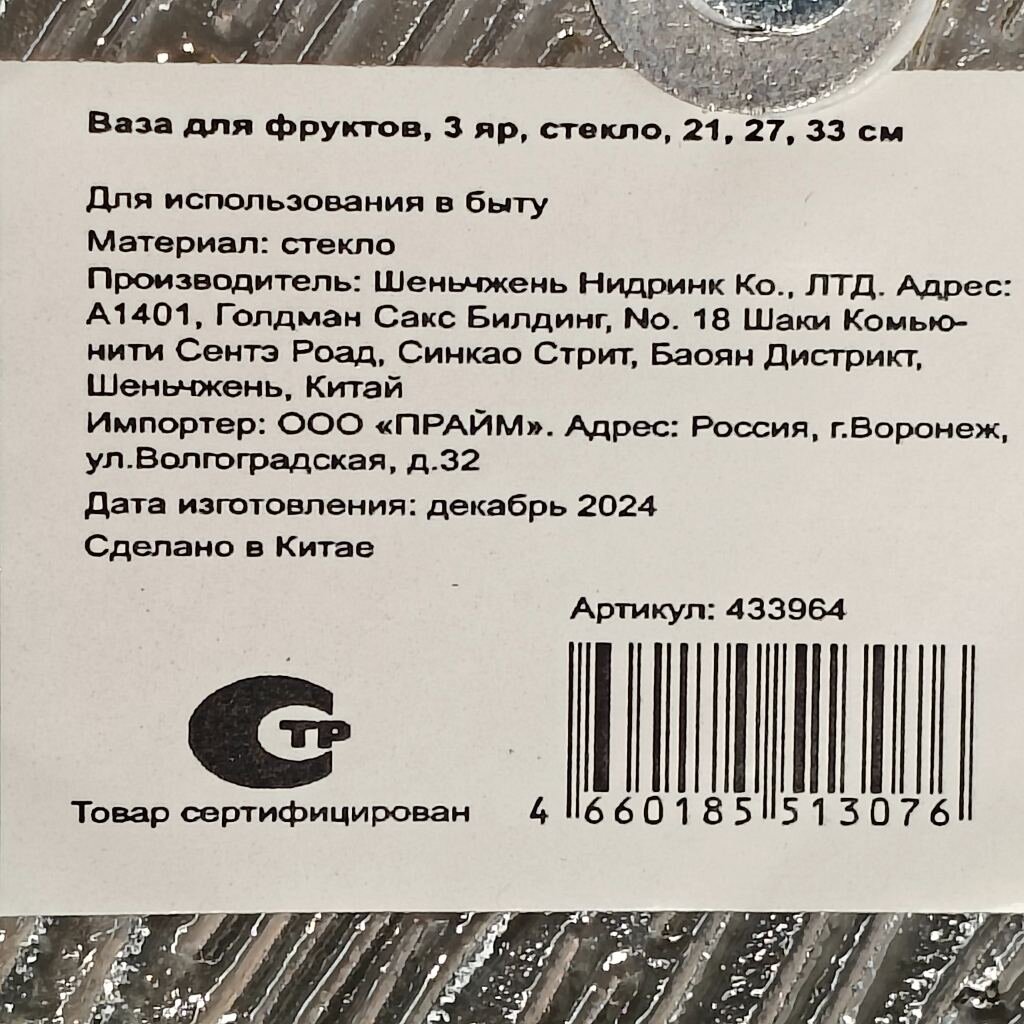 Ваза для фруктов, 3 яр, стекло, 21, 27, 33 см
Для использования в быту
Материал: стекло
Производитель: Шеньчжень Нидринк Ко., ЛТД. Адрес:
А1401, Голдман Сакс Билдинг, No. 18 Шаки Комью-
нити Сентэ Роад, Синкао Стрит, Баоян Дистрикт,
Шеньчжень, Китай
Импортер: ООО «ПРАЙМ». Адрес: Россия, г.Воронеж,
ул.Волгоградская, д.32
Дата изготовления: декабрь 2024
Сделано в Китае
Артикул: 433964
СТР
Товар сертифицирован
4 660185 513076